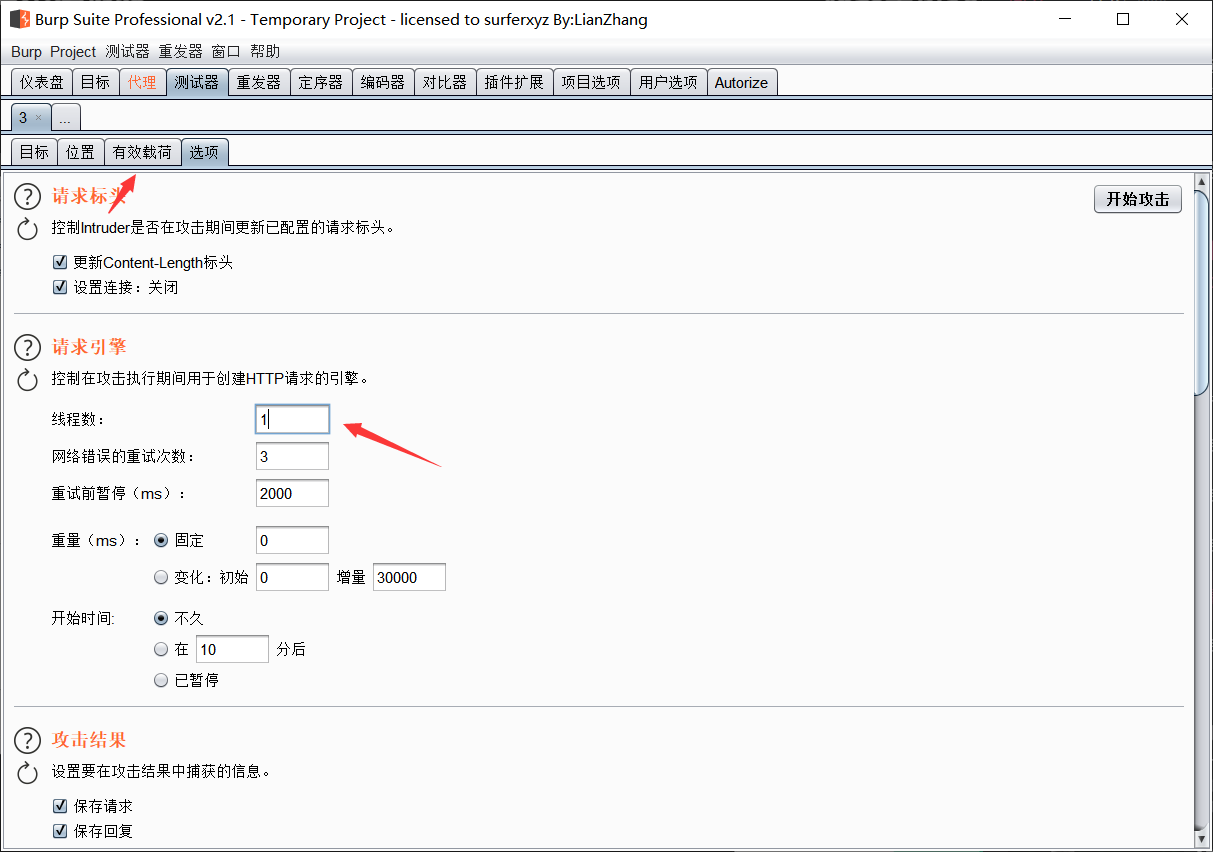 Burp Suite Professional v2.1 - Temporary Project - licensed to surferxyz By:LianZhang
Burp Project 测试器 重发器 窗口 帮助
仪表盘 目标 代理 测试器 重发器 定序器 编码器 对比器 插件扩展 项目选项 用户选项 Autorize
3 × ...
目标 位置 有效载荷 选项
? 请求标头 开始攻击
控制Intruder是否在攻击期间更新已配置的请求标头。
更新Content-Length标头
设置连接：关闭
? 请求引擎
控制在攻击执行期间用于创建HTTP请求的引擎。
线程数： 1
网络错误的重试次数： 3
重试前暂停（ms）： 2000
重量（ms）： 固定 0
变化：初始 0 增量 30000
开始时间: 不久
在 10 分后
已暂停
? 攻击结果
设置要在攻击结果中捕获的信息。
保存请求
保存回复